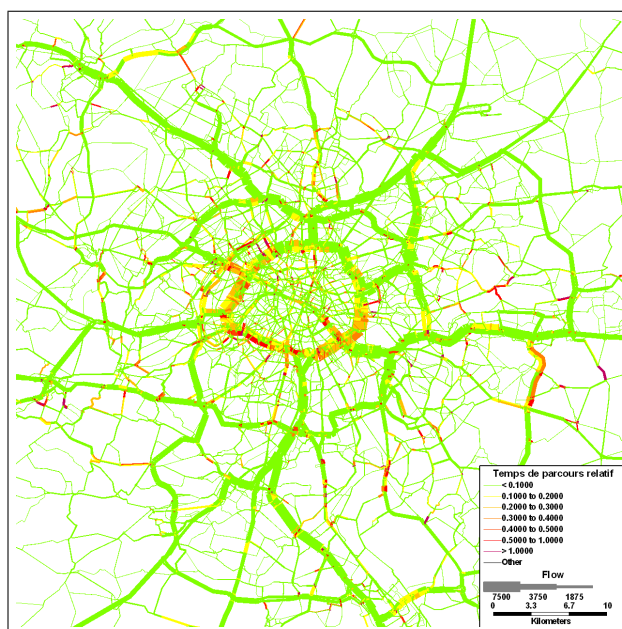 Temps de parcours relatif
< 0.1000
0.1000 to 0.2000
0.2000 to 0.3000
0.3000 to 0.4000
0.4000 to 0.5000
0.5000 to 1.0000
> 1.0000
Other
Flow
7500 3750 1875
0 3.3 6.7 10
Kilometers